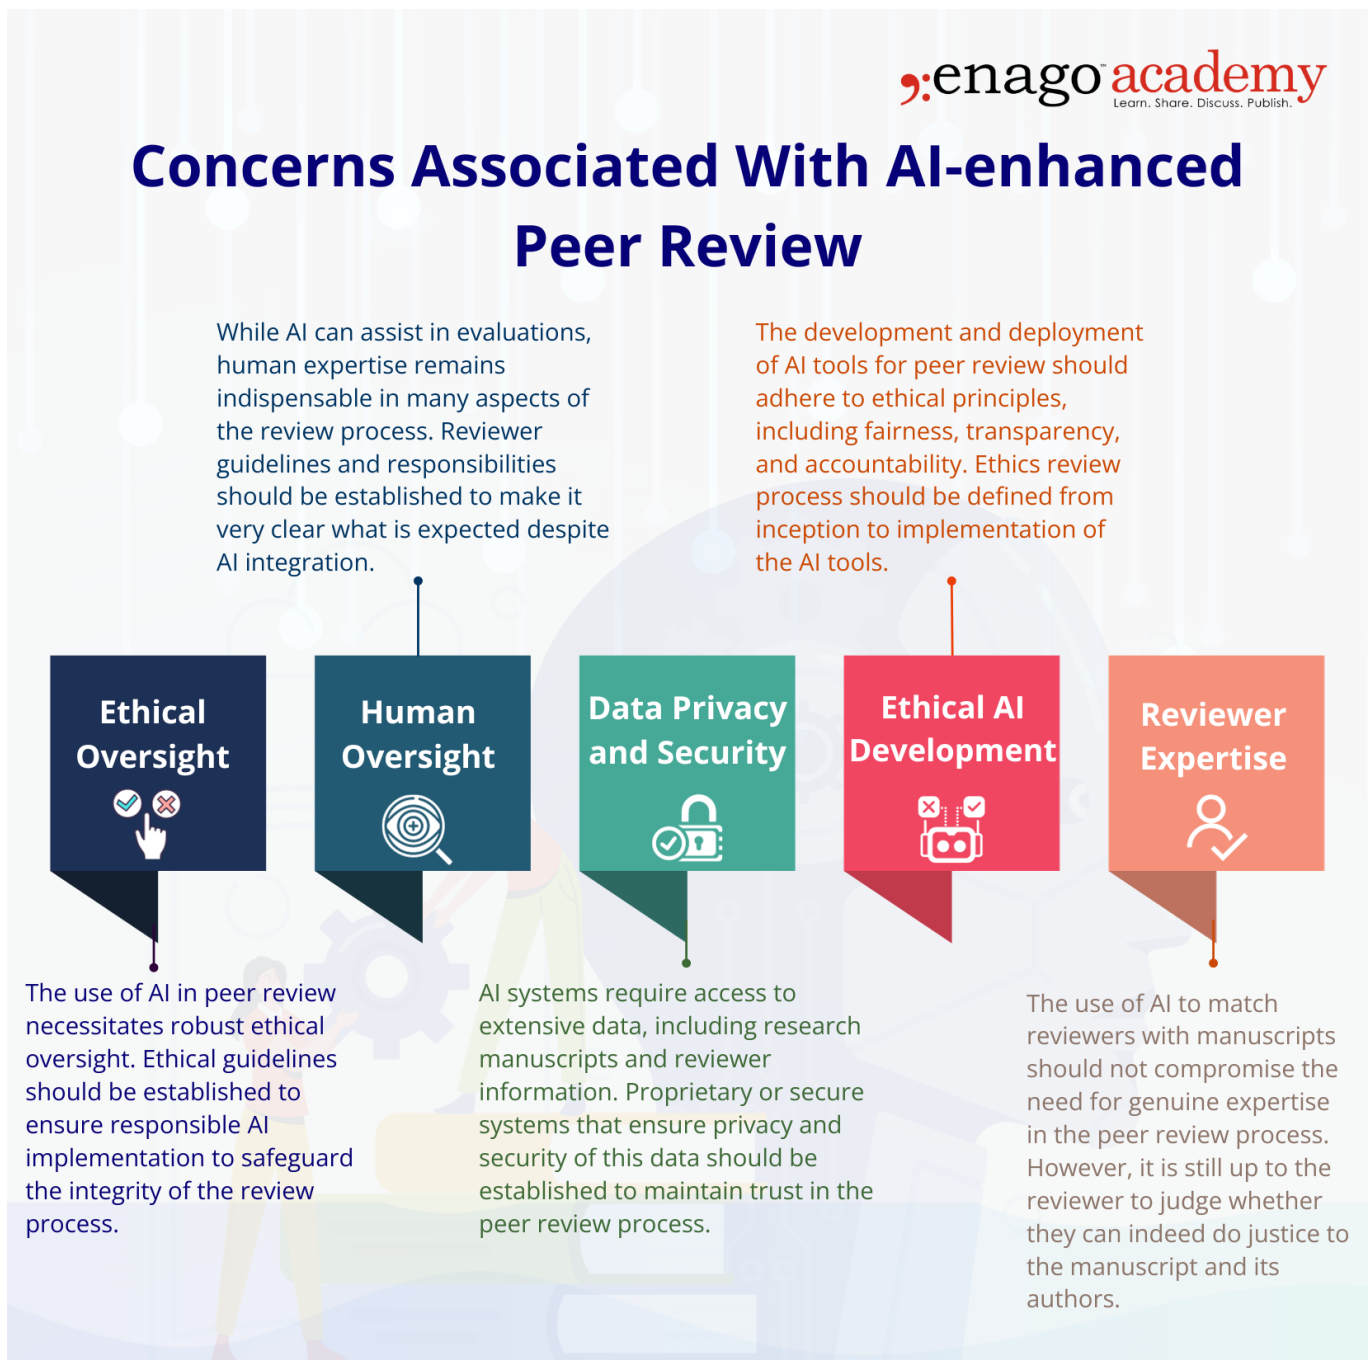 enago™ academy
Learn. Share. Discuss. Publish.
Concerns Associated With AI-enhanced
Peer Review
While AI can assist in evaluations,
human expertise remains
indispensable in many aspects of
the review process. Reviewer
guidelines and responsibilities
should be established to make it
very clear what is expected despite
AI integration.
The development and deployment
of AI tools for peer review should
adhere to ethical principles,
including fairness, transparency,
and accountability. Ethics review
process should be defined from
inception to implementation of
the AI tools.
Ethical
Oversight
Human
Oversight
Data Privacy
and Security
Ethical AI
Development
Reviewer
Expertise
The use of AI in peer review
necessitates robust ethical
oversight. Ethical guidelines
should be established to
ensure responsible AI
implementation to safeguard
the integrity of the review
process.
AI systems require access to
extensive data, including research
manuscripts and reviewer
information. Proprietary or secure
systems that ensure privacy and
security of this data should be
established to maintain trust in the
peer review process.
The use of AI to match
reviewers with manuscripts
should not compromise the
need for genuine expertise
in the peer review process.
However, it is still up to the
reviewer to judge whether
they can indeed do justice to
the manuscript and its
authors.